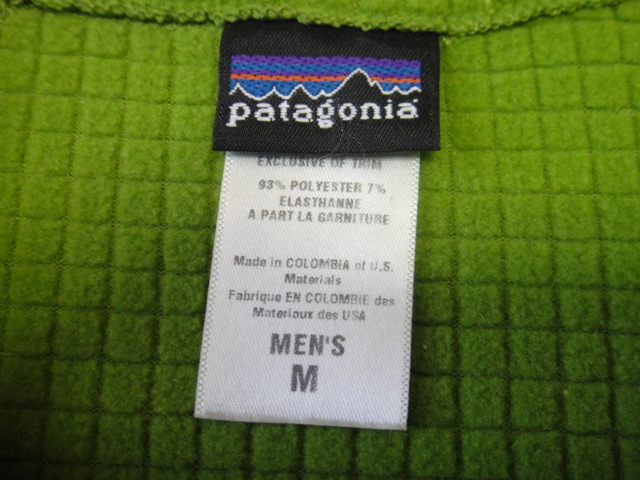 patagonia
EXCLUSIVE OF TRIM
93% POLYESTER 7%
ELASTHANNE
A PART LA GARNITURE
Made in COLOMBIA of U.S.
Materials
Fabrique EN COLOMBIE des
Materiaux des USA
MEN'S
M